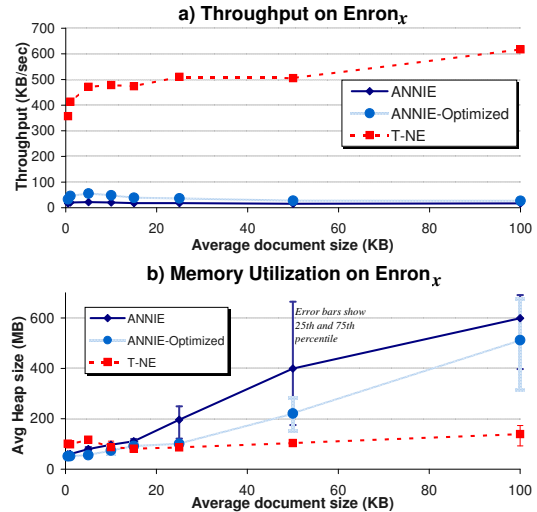 a) Throughput on Enronx
700
600
500
400
300
200
100
0
Throughput (KB/sec)
ANNIE
ANNIE-Optimized
T-NE
0 20 40 60 80 100
Average document size (KB)
b) Memory Utilization on Enronx
600
400
200
0
Avg Heap size (MB)
ANNIE
ANNIE-Optimized
T-NE
Error bars show
25th and 75th
percentile
0 20 40 60 80 100
Average document size (KB)